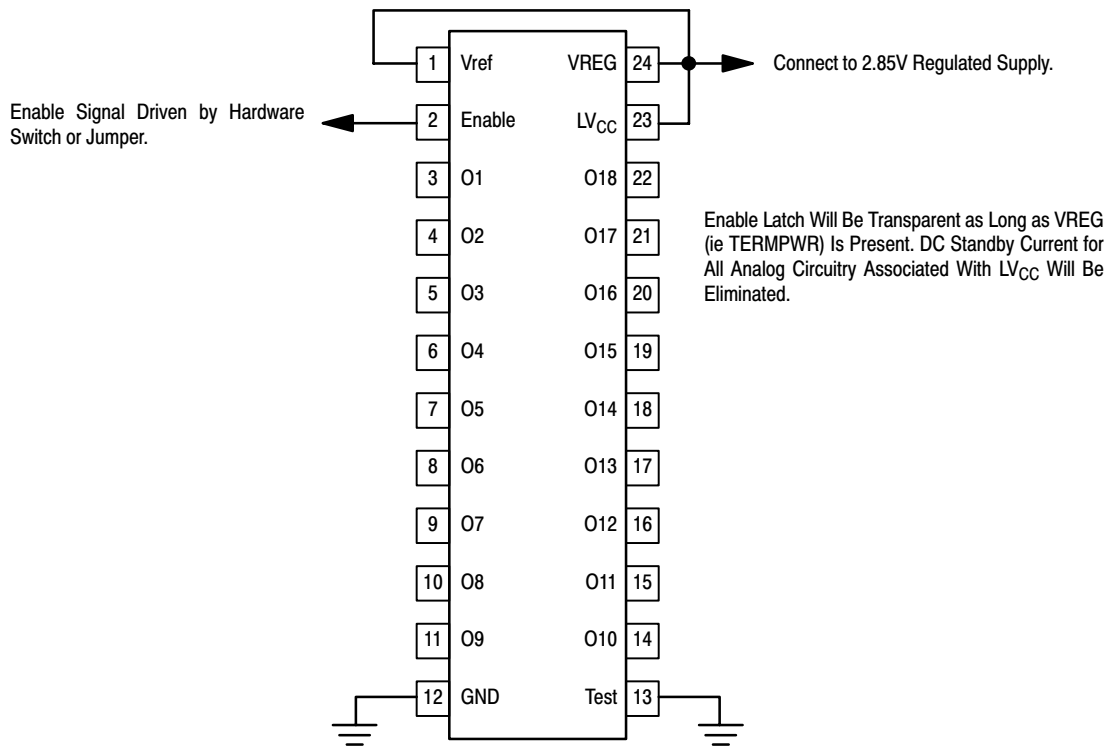 1 Vref VREG 24
Connect to 2.85V Regulated Supply.
Enable Signal Driven by Hardware
Switch or Jumper.
2 Enable LVCC 23
3 O1 O18 22
4 O2 O17 21
Enable Latch Will Be Transparent as Long as VREG
(ie TERMPWR) Is Present. DC Standby Current for
All Analog Circuitry Associated With LVCC Will Be
Eliminated.
5 O3 O16 20
6 O4 O15 19
7 O5 O14 18
8 O6 O13 17
9 O7 O12 16
10 O8 O11 15
11 O9 O10 14
12 GND Test 13